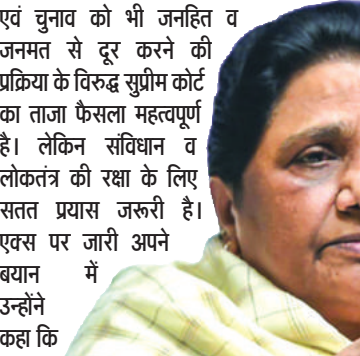 एवं चुनाव को भी जनहित व
जनमत से दूर करने की
प्रक्रिया के विरुद्ध सुप्रीम कोर्ट
का ताजा फैसला महत्वपूर्ण
है। लेकिन संविधान व
लोकतंत्र की रक्षा के लिए
सतत प्रयास जरूरी है।
एक्स पर जारी अपने
बयान में
उन्होंने
कहा कि